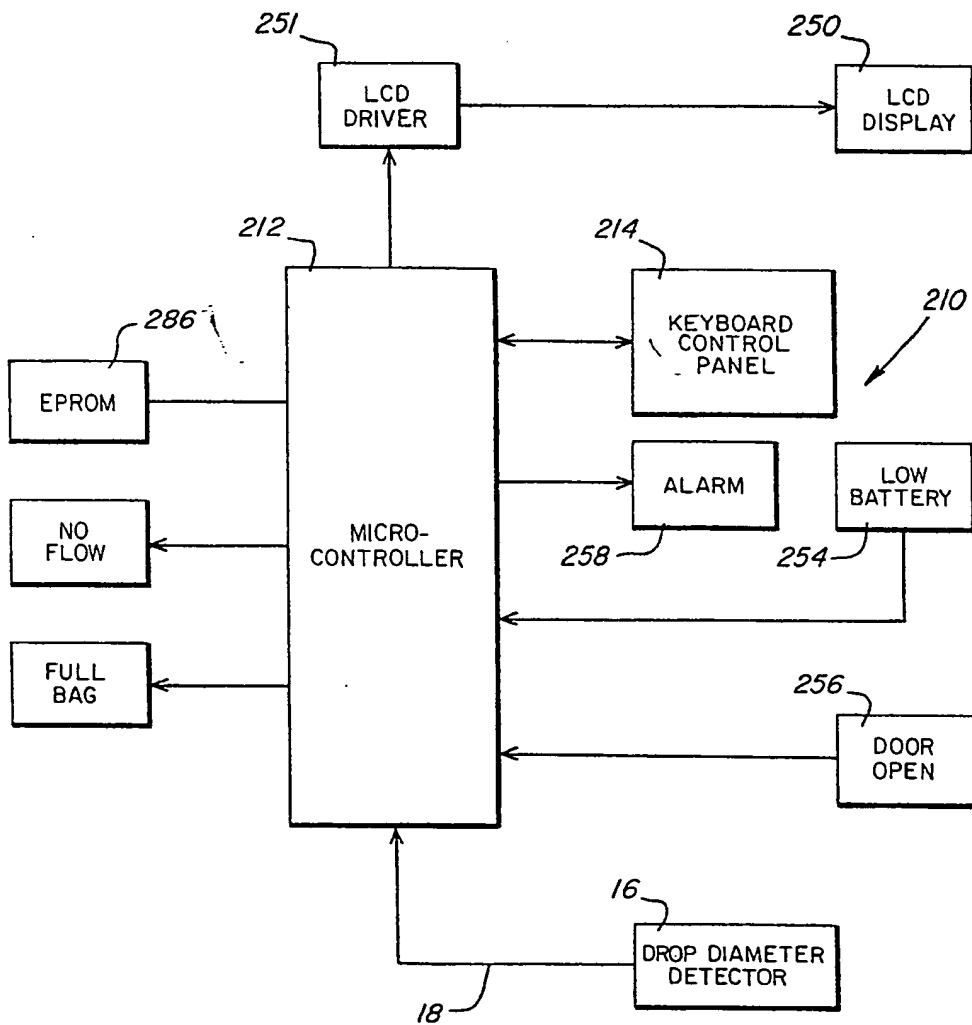 251
250
LCD
DRIVER
LCD
DISPLAY
212
214
210
286
KEYBOARD
CONTROL
PANEL
EPROM
ALARM
LOW
BATTERY
NO
FLOW
MICRO-
CONTROLLER
258
254
FULL
BAG
256
DOOR
OPEN
16
DROP DIAMETER
DETECTOR
18